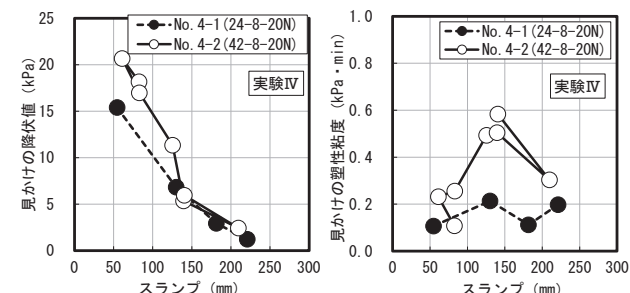 No.4-1(24-8-20N)
No.4-2(42-8-20N)
実験Ⅳ
見かけの降伏値 (kPa)
25
20
15
10
5
0
0 50 100 150 200 250 300
スランプ (mm)
No.4-1(24-8-20N)
No.4-2(42-8-20N)
実験Ⅳ
見かけの塑性粘度 (kPa・min)
1.0
0.8
0.6
0.4
0.2
0.0
0 50 100 150 200 250 300
スランプ (mm)